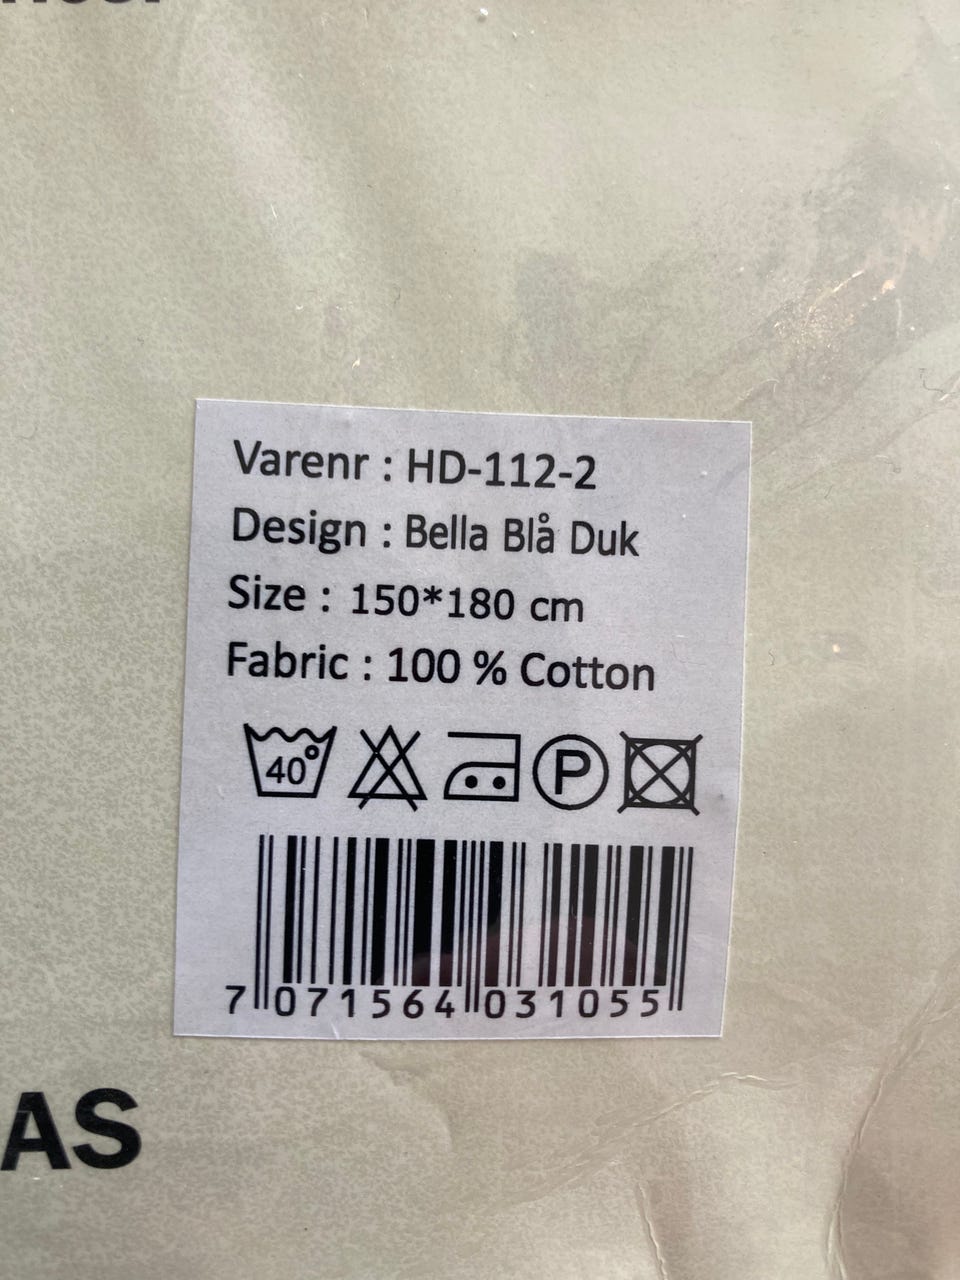 Varenr : HD-112-2
Design : Bella Blå Duk
Size : 150*180 cm
Fabric : 100 % Cotton
40° P
7 071564 031055
AS